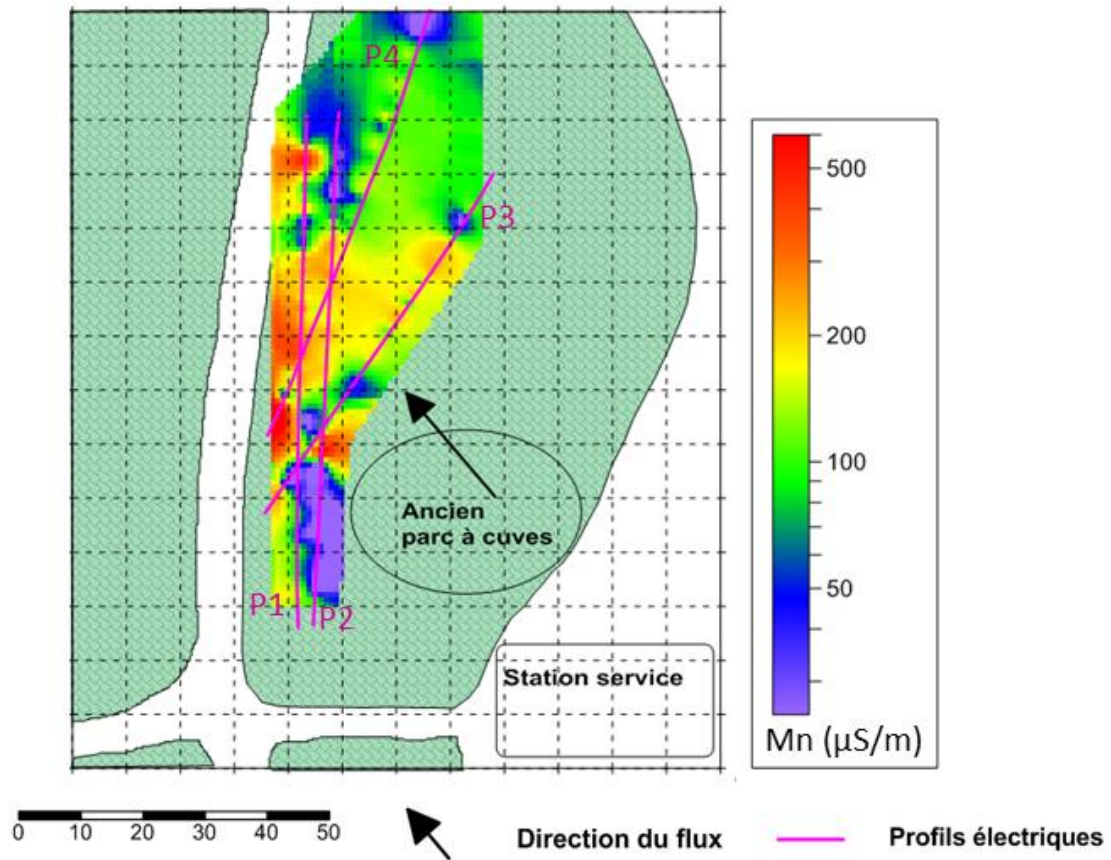 P4
P3
Ancien
parc à cuves
P1
P2
Station service
500
200
100
50
Mn (µS/m)
0 10 20 30 40 50
Direction du flux
Profils électriques